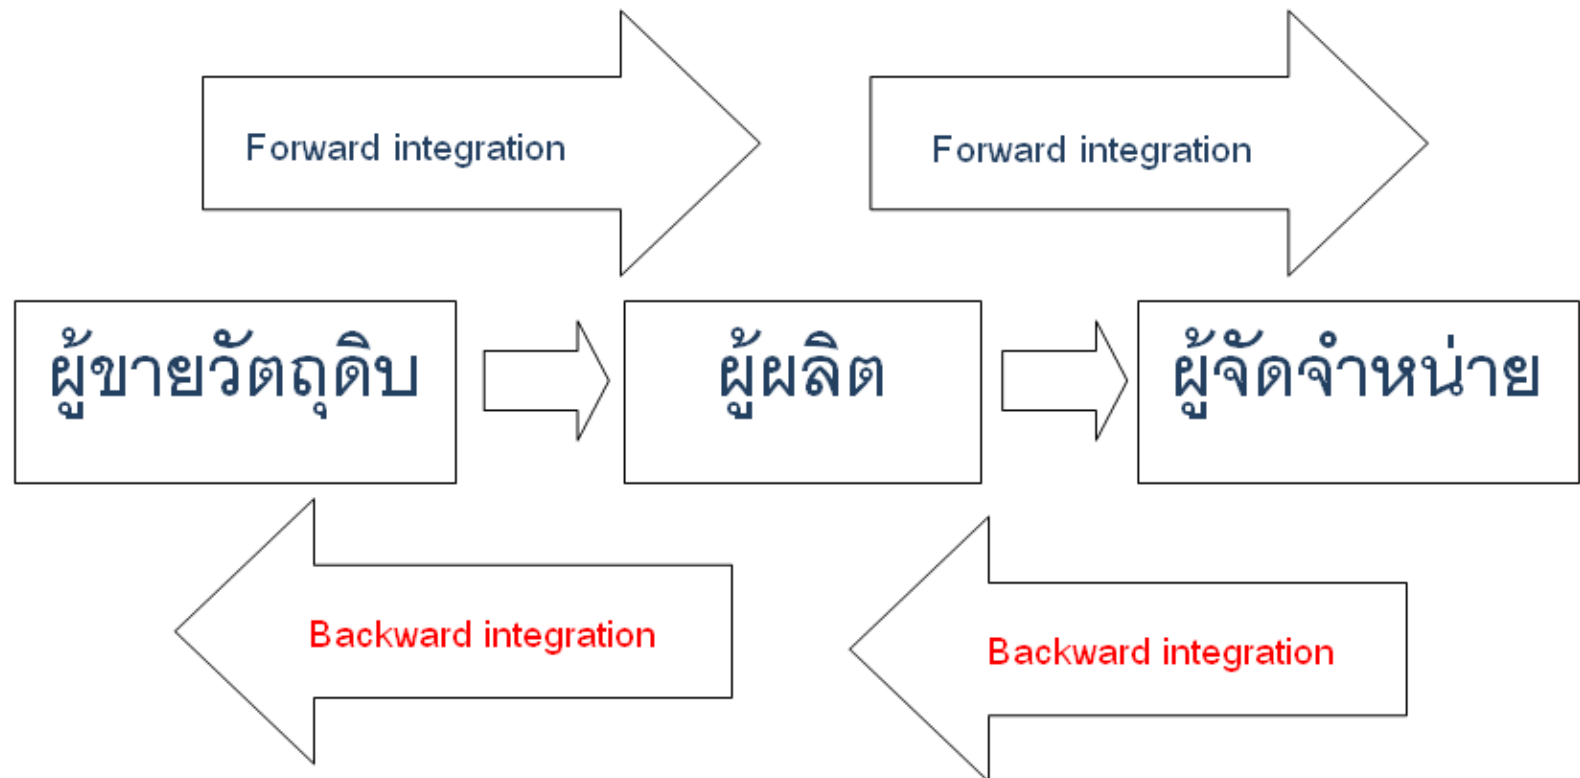 Forward integration
Forward integration
ผู้ขายวัตถุดิบ
ผู้ผลิต
ผู้จัดจำหน่าย
Backward integration
Backward integration